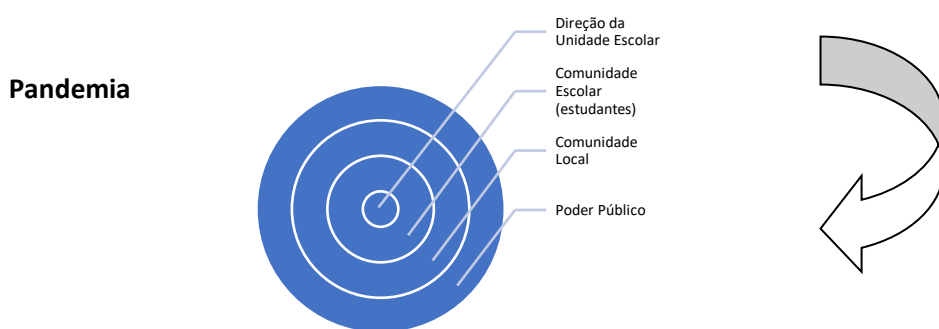 Pandemia
Direção da
Unidade Escolar
Comunidade
Escolar
(estudantes)
Comunidade
Local
Poder Público